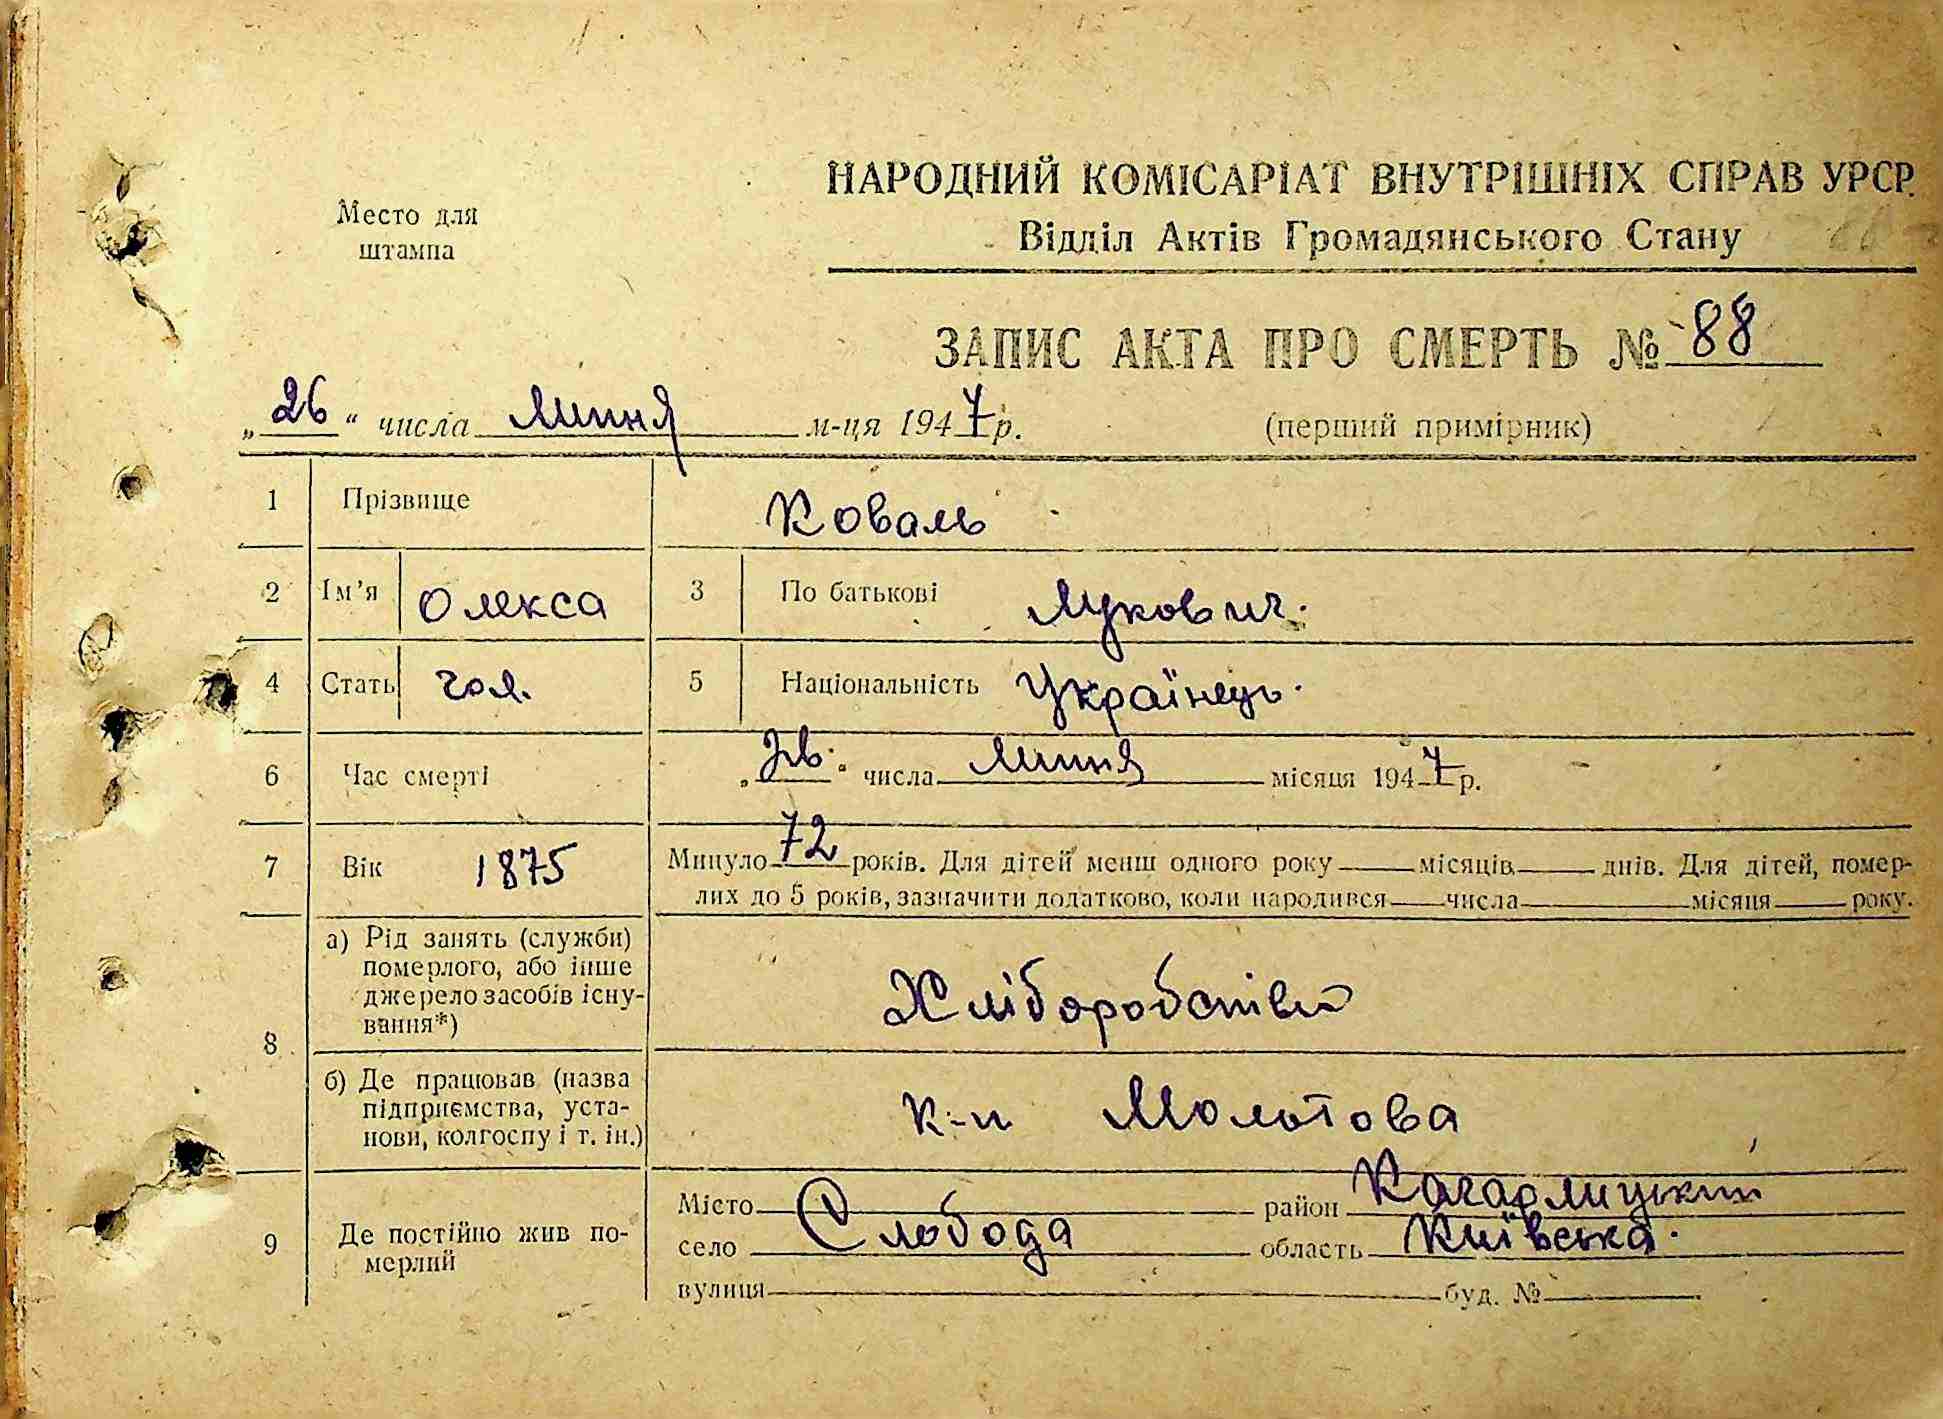 Место для
штампа
НАРОДНИЙ КОМІСАРІАТ ВНУТРІШНІХ СПРАВ УРСР.
Відділ Актів Громадянського Стану
ЗАПИС АКТА ПРО СМЕРТЬ № 88
„26“ числа липня м-ця 1947 р. (перший примірник)
1 Прізвище Коваль
2 Ім'я Олекса 3 По батькові Лукович.
4 Стать чол. 5 Національність Українець.
6 Час смерті числа липня місяця 1947 р.
7 Вік 1875 Минуло 72 років. Для дітей менш одного року місяців, днів. Для дітей, помер-
лих до 5 років, зазначити додатково, коли народився числа місяця року.
8 а) Рід занять (служби)
померлого, або інше
джерело засобів існу-
вання*)
Хліборобство
б) Де працював (назва
підприємства, уста-
нови, колгоспу і т. ін.)
к-п Молотова
9 Де постійно жив по-
мерлий
Місто район Кагарлицький
село Слобода область Київська.
вулиця буд. №